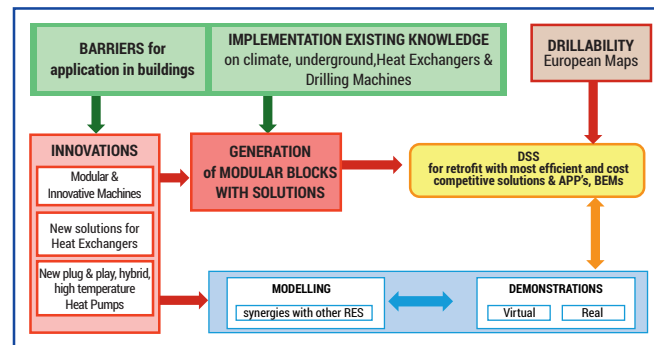 BARRIERS for
application in buildings
IMPLEMENTATION EXISTING KNOWLEDGE
on climate, underground,Heat Exchangers &
Drilling Machines
DRILLABILITY
European Maps
INNOVATIONS
Modular &
Innovative Machines
New solutions for
Heat Exchangers
New plug & play, hybrid,
high temperature
Heat Pumps
GENERATION
of MODULAR BLOCKS
WITH SOLUTIONS
DSS
for retrofit with most efficient and cost
competitive solutions & APP's, BEMs
MODELLING
synergies with other RES
DEMONSTRATIONS
Virtual
Real